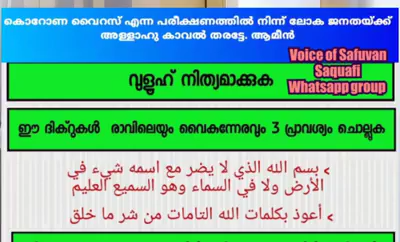 കൊറോണ വൈറസ് എന്ന പരീക്ഷണത്തിൽ നിന്ന് ലോക ജനതയ്ക്ക്
അള്ളാഹു കാവൽ തരട്ടേ. ആമീൻ
Voice of Safuvan
Saquafi
Whatsapp group
വുളൂഹ് നിത്യമാക്കുക
ഈ ദിക്റുകൾ രാവിലെയും വൈകുന്നേരവും 3 പ്രാവശ്യം ചൊല്ലുക
> بسم الله الذي لا يضر مع اسمه شيء في
الأرض ولا في السماء وهو السميع العليم
> أعوذ بكلمات الله التامات من شر ما خلق